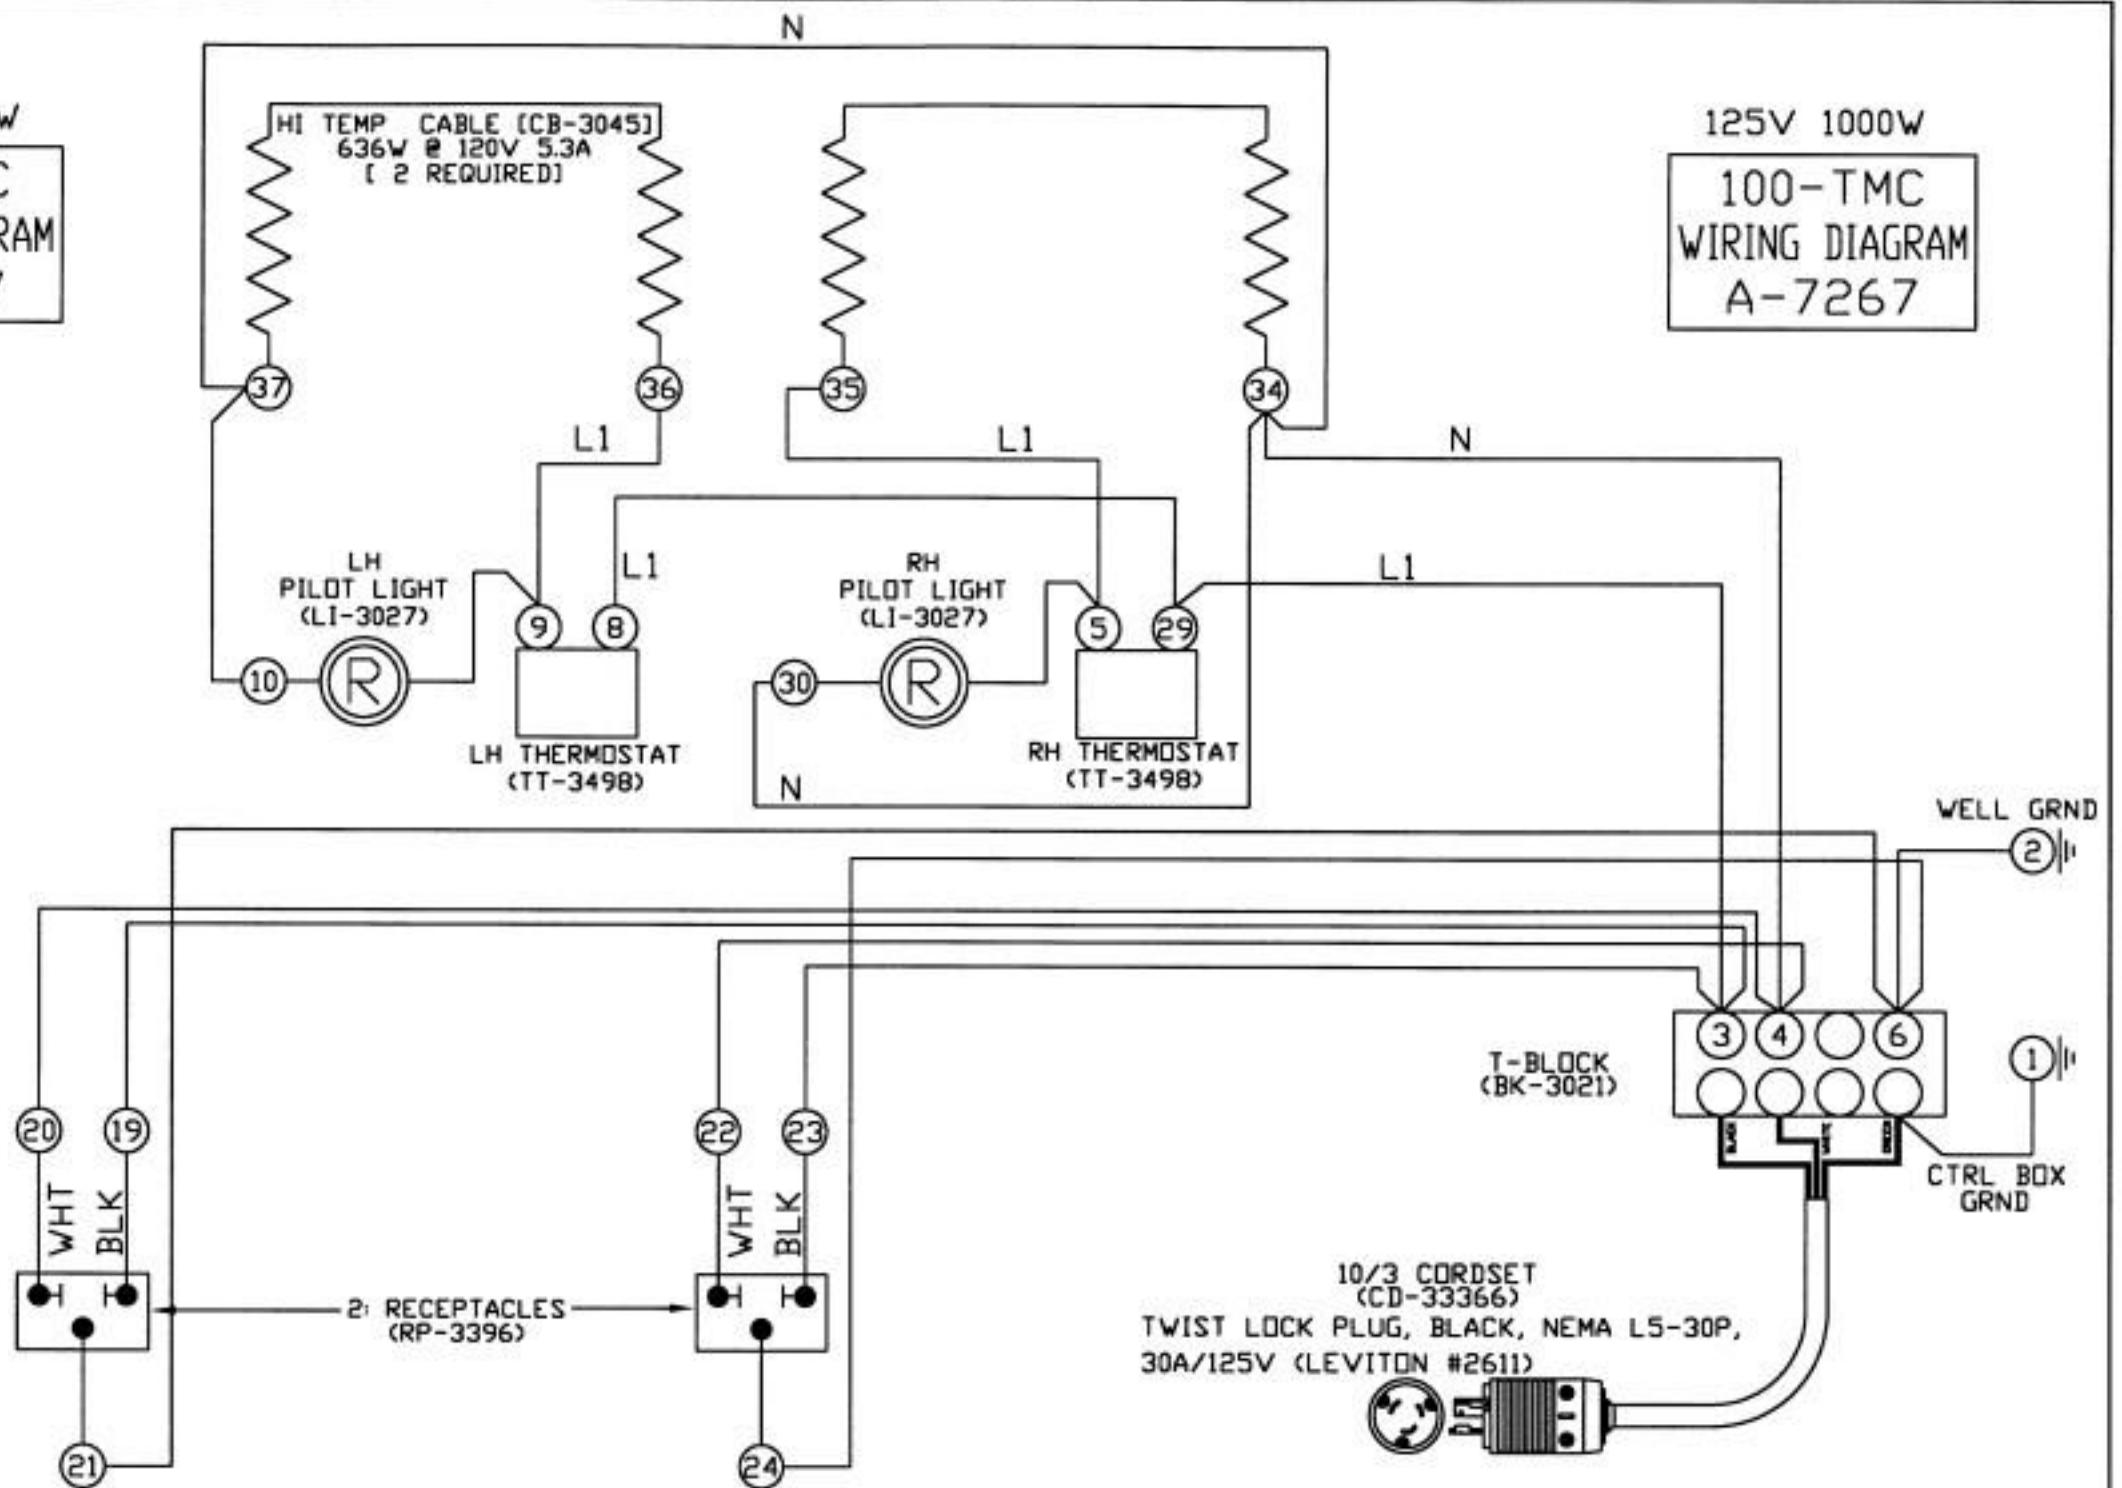 N
W
C
RAM
HI TEMP CABLE [CB-3045]
636W @ 120V 5.3A
[ 2 REQUIRED]
125V 1000W
100-TMC
WIRING DIAGRAM
A-7267
37
36
35
34
L1
L1
N
LH
PILOT LIGHT
(LI-3027)
L1
RH
PILOT LIGHT
(LI-3027)
L1
9
8
5
29
10
R
30
R
LH THERMOSTAT
(TT-3498)
RH THERMOSTAT
(TT-3498)
N
WELL GRND
2
3
4
6
T-BLOCK
(BK-3021)
1
BLACK
WHITE
GREEN
CTRL BOX
GRND
20
19
22
23
WHT
BLK
WHT
BLK
2: RECEPTACLES
(RP-3396)
10/3 CORDSET
(CD-33366)
TWIST LOCK PLUG, BLACK, NEMA L5-30P,
30A/125V (LEVITON #2611)
21
24